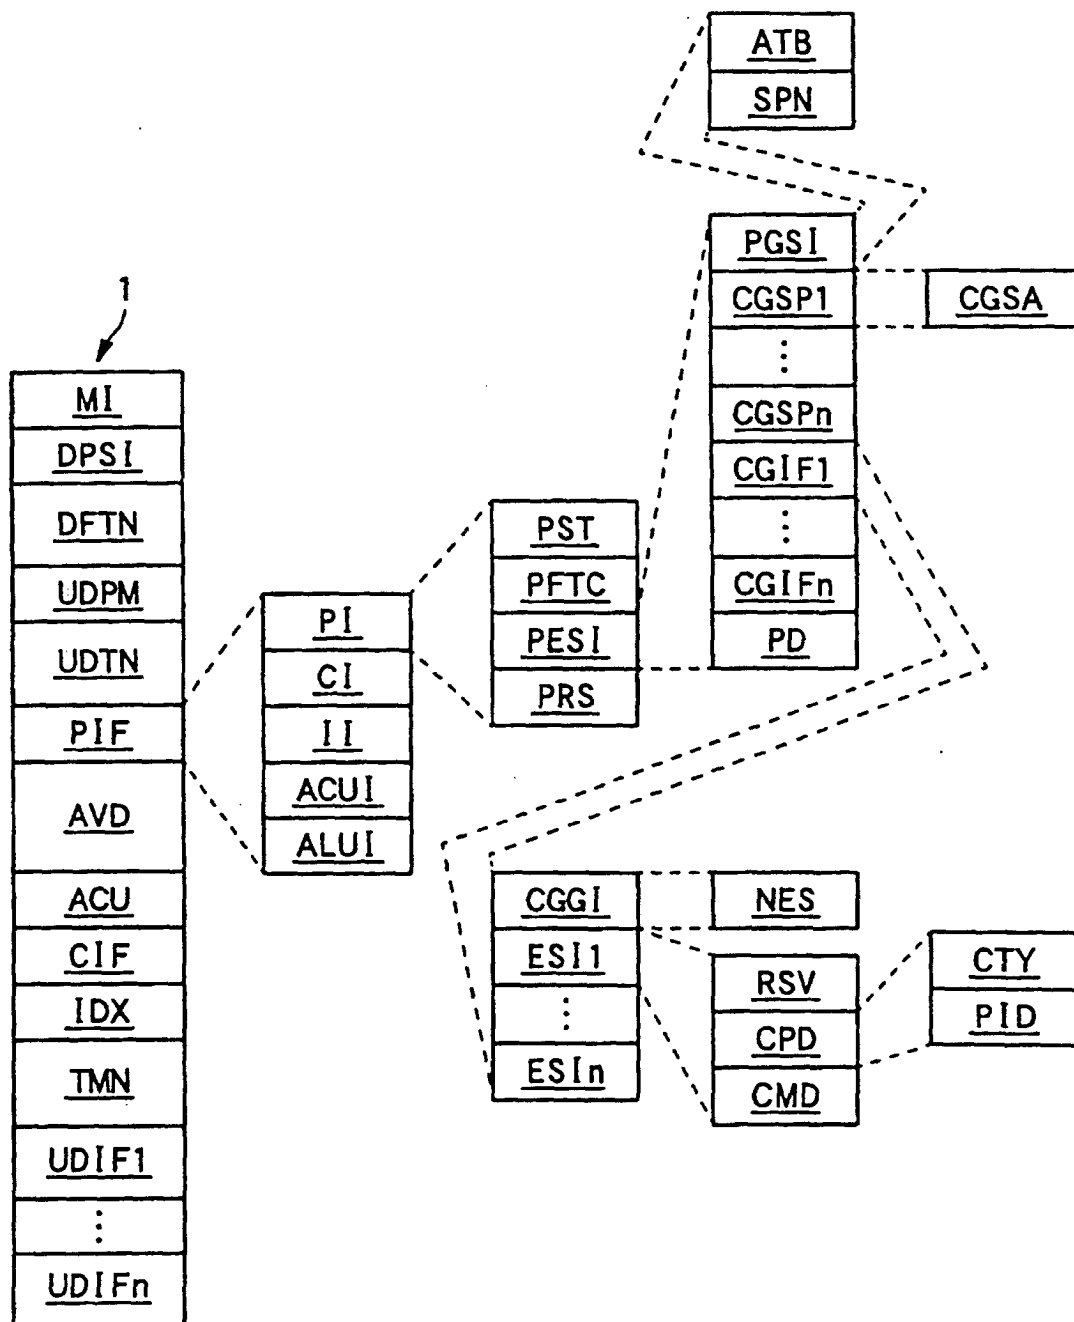 1
MI
DPSI
DFTN
UDPM
UDTN
PIF
AVD
ACU
CIF
IDX
TMN
UDIF1
⋮
UDIFn
PI
CI
II
ACUI
ALUI
PST
PFTC
PESI
PRS
ATB
SPN
PGSI
CGSP1
⋮
CGSPn
CGIF1
⋮
CGIFn
PD
CGSA
CGGI
ESI1
⋮
ESIn
NES
RSV
CPD
CMD
CTY
PID